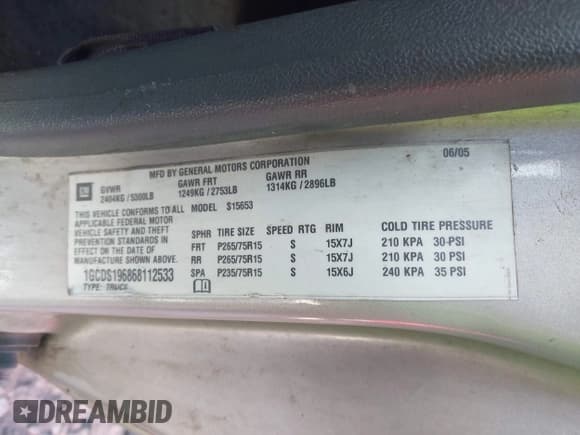 MFD BY GENERAL MOTORS CORPORATION 06/05
GM GVWR GAWR FRT GAWR RR
2404KG / 5300LB 1249KG / 2753LB 1314KG / 2896LB
THIS VEHICLE CONFORMS TO ALL MODEL S15653
APPLICABLE FEDERAL MOTOR
VEHICLE SAFETY AND THEFT SPHR TIRE SIZE SPEED RTG RIM COLD TIRE PRESSURE
PREVENTION STANDARDS IN FRT P265/75R15 S 15X7J 210 KPA 30-PSI
EFFECT ON THE DATE OF
MANUFACTURE SHOWN ABOVE. RR P265/75R15 S 15X7J 210 KPA 30 PSI
1GCDS196868112533 SPA P235/75R15 S 15X6J 240 KPA 35 PSI
TYPE: TRUCK
DREAMBID